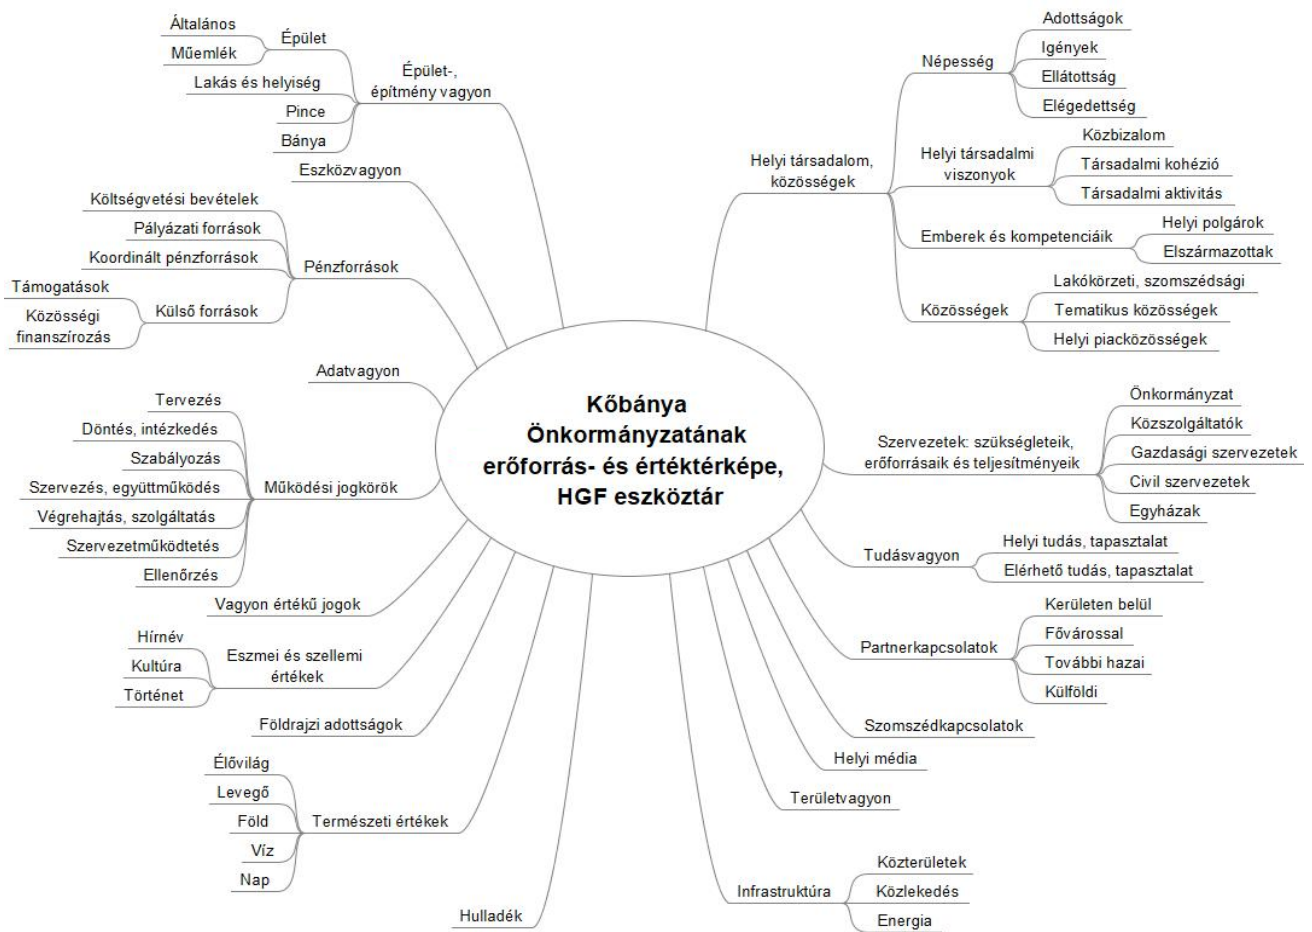 Kőbánya
Önkormányzatának
erőforrás- és értéktérképe,
HGF eszköztár
Épület-,
építmény vagyon
Épület
Általános
Műemlék
Lakás és helyiség
Pince
Bánya
Eszközvagyon
Pénzforrások
Költségvetési bevételek
Pályázati források
Koordinált pénzforrások
Külső források
Támogatások
Közösségi
finanszírozás
Adatvagyon
Működési jogkörök
Tervezés
Döntés, intézkedés
Szabályozás
Szervezés, együttműködés
Végrehajtás, szolgáltatás
Szervezetműködtetés
Ellenőrzés
Vagyon értékű jogok
Eszmei és szellemi
értékek
Hírnév
Kultúra
Történet
Földrajzi adottságok
Természeti értékek
Élővilág
Levegő
Föld
Víz
Nap
Hulladék
Helyi társadalom,
közösségek
Népesség
Adottságok
Igények
Ellátottság
Elégedettség
Helyi társadalmi
viszonyok
Közbizalom
Társadalmi kohézió
Társadalmi aktivitás
Emberek és kompetenciáik
Helyi polgárok
Elszármazottak
Közösségek
Lakókörzeti, szomszédsági
Tematikus közösségek
Helyi piacközösségek
Szervezetek: szükségleteik,
erőforrásaik és teljesítményeik
Önkormányzat
Közszolgáltatók
Gazdasági szervezetek
Civil szervezetek
Egyházak
Tudásvagyon
Helyi tudás, tapasztalat
Elérhető tudás, tapasztalat
Partnerkapcsolatok
Kerületen belül
Fővárossal
További hazai
Külföldi
Szomszédkapcsolatok
Helyi média
Területvagyon
Infrastruktúra
Közterületek
Közlekedés
Energia